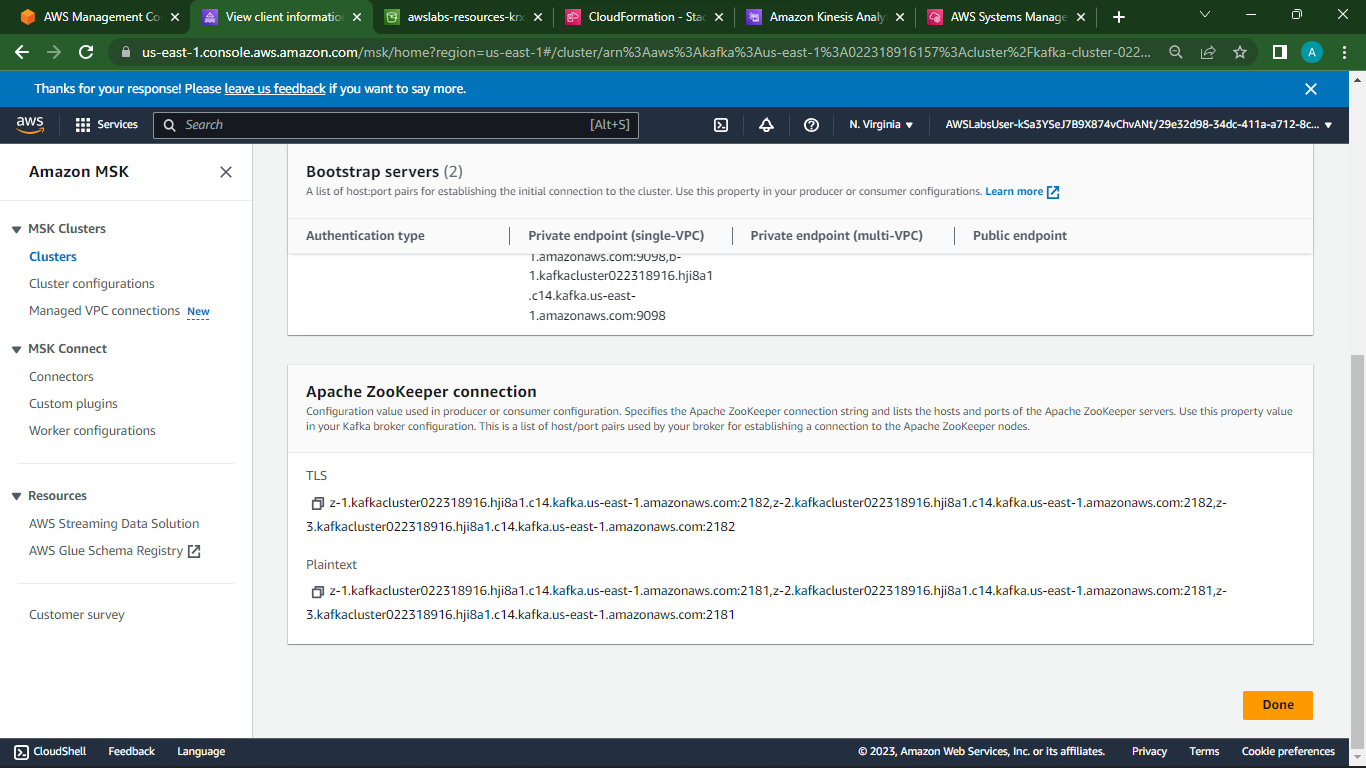 AWS Management Co
View client information
awslabs-resources-krx
CloudFormation - Stac
Amazon Kinesis Analy
AWS Systems Manage
us-east-1.console.aws.amazon.com/msk/home?region=us-east-1#/cluster/arn%3Aaws%3Akafka%3Aus-east-1%3A022318916157%3Acluster%2Fkafka-cluster-022...
A
Thanks for your response! Please leave us feedback if you want to say more.
aws
Services
Search
[Alt+S]
N. Virginia
AWSLabsUser-kSa3YSeJ7B9X874vChvANt/29e32d98-34dc-411a-a712-8c...
Amazon MSK
MSK Clusters
Clusters
Cluster configurations
Managed VPC connections New
MSK Connect
Connectors
Custom plugins
Worker configurations
Resources
AWS Streaming Data Solution
AWS Glue Schema Registry
Customer survey
Bootstrap servers (2)
A list of host:port pairs for establishing the initial connection to the cluster. Use this property in your producer or consumer configurations. Learn more
Authentication type
Private endpoint (single-VPC)
Private endpoint (multi-VPC)
Public endpoint
1.amazonaws.com:9098,b-
1.kafkacluster022318916.hji8a1
.c14.kafka.us-east-
1.amazonaws.com:9098
Apache ZooKeeper connection
Configuration value used in producer or consumer configuration. Specifies the Apache ZooKeeper connection string and lists the hosts and ports of the Apache ZooKeeper servers. Use this property value
in your Kafka broker configuration. This is a list of host/port pairs used by your broker for establishing a connection to the Apache ZooKeeper nodes.
TLS
z-1.kafkacluster022318916.hji8a1.c14.kafka.us-east-1.amazonaws.com:2182,z-2.kafkacluster022318916.hji8a1.c14.kafka.us-east-1.amazonaws.com:2182,z-
3.kafkacluster022318916.hji8a1.c14.kafka.us-east-1.amazonaws.com:2182
Plaintext
z-1.kafkacluster022318916.hji8a1.c14.kafka.us-east-1.amazonaws.com:2181,z-2.kafkacluster022318916.hji8a1.c14.kafka.us-east-1.amazonaws.com:2181,z-
3.kafkacluster022318916.hji8a1.c14.kafka.us-east-1.amazonaws.com:2181
Done
CloudShell
Feedback
Language
© 2023, Amazon Web Services, Inc. or its affiliates.
Privacy
Terms
Cookie preferences